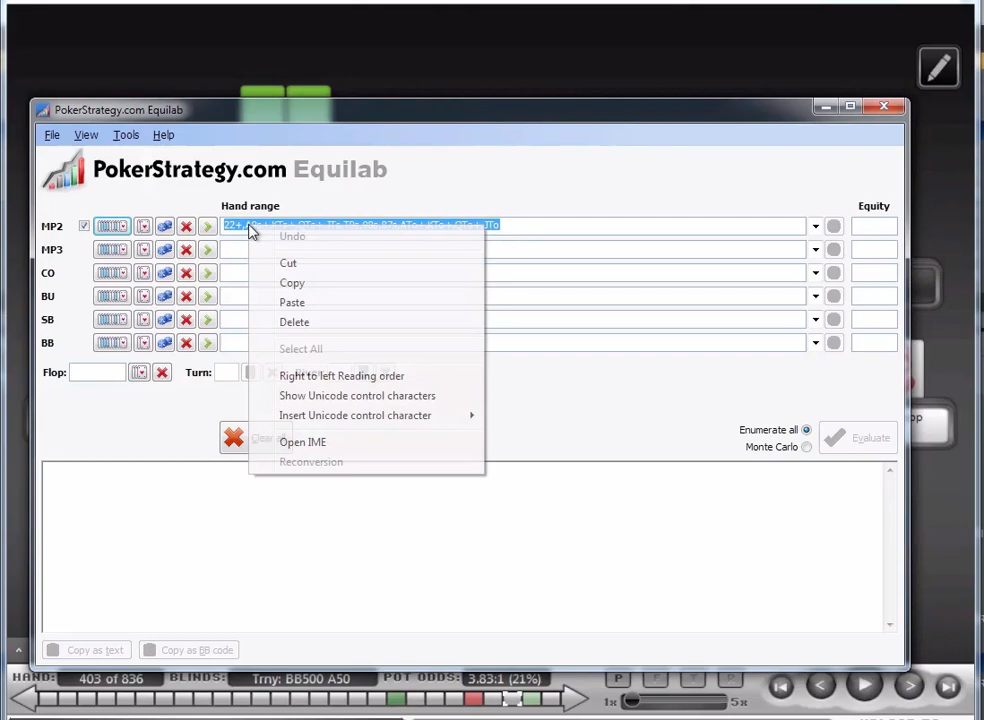 PokerStrategy.com Equilab
File View Tools Help
PokerStrategy.com Equilab
Hand range Equity
MP2
MP3
CO
BU
SB
BB
Undo
Cut
Copy
Paste
Delete
Select All
Right to left Reading order
Show Unicode control characters
Insert Unicode control character
Open IME
Reconversion
Flop: Turn:
Enumerate all
Monte Carlo
Evaluate
Copy as text Copy as BB code
HAND: 403 of 836 BLINDS: Trny: BB500 A50 POT ODDS: 3.83:1 (21%)
P F T R
1x 5x